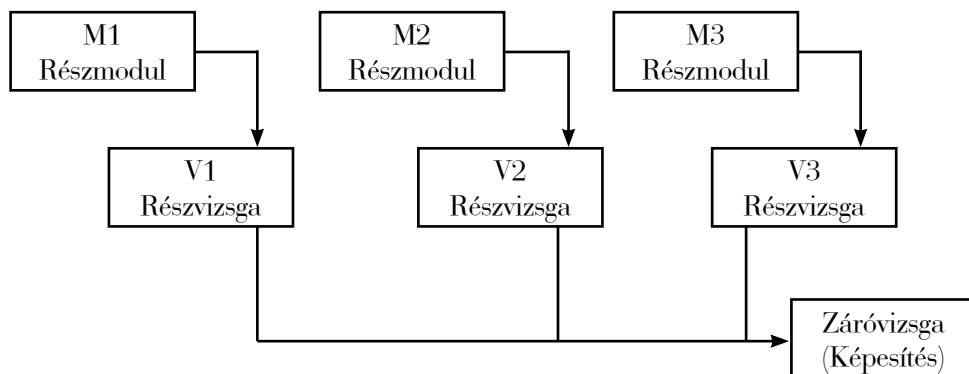 M1
Részmodul
M2
Részmodul
M3
Részmodul
V1
Részvizsga
V2
Részvizsga
V3
Részvizsga
Záróvizsga
(Képesítés)